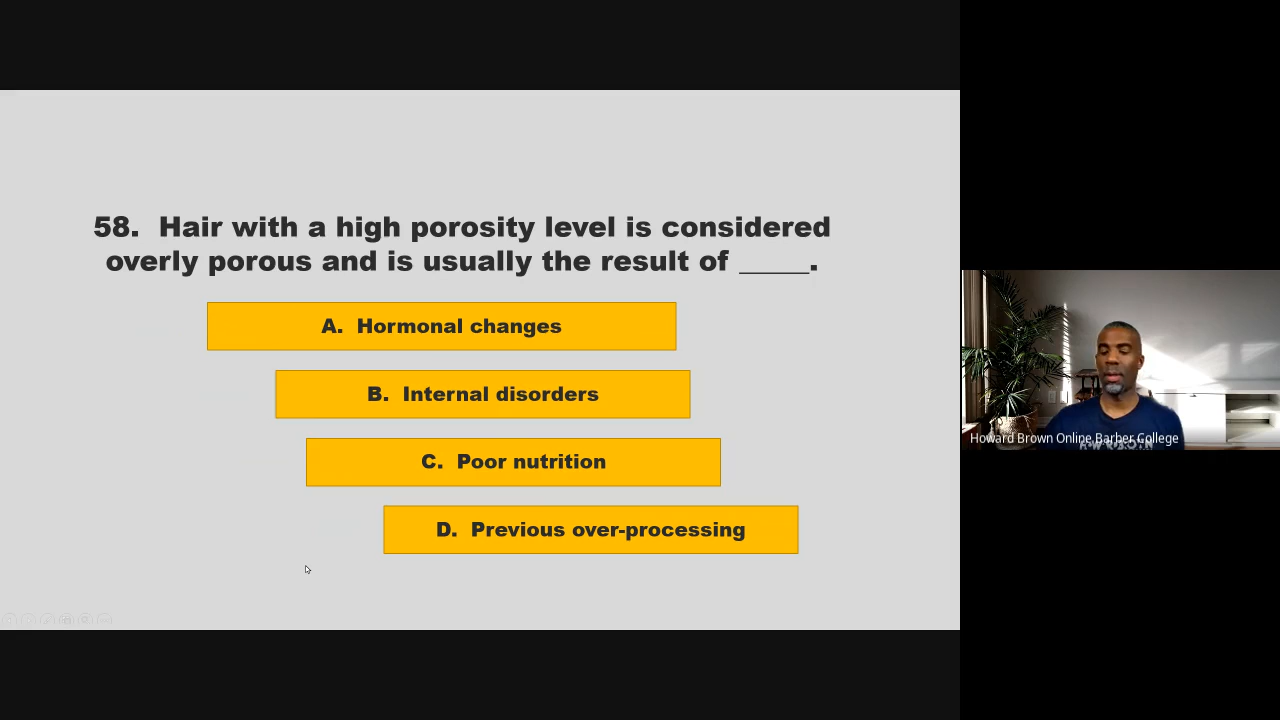 58. Hair with a high porosity level is considered
overly porous and is usually the result of _____.
A. Hormonal changes
B. Internal disorders
C. Poor nutrition
D. Previous over-processing
Howard Brown Online Barber College